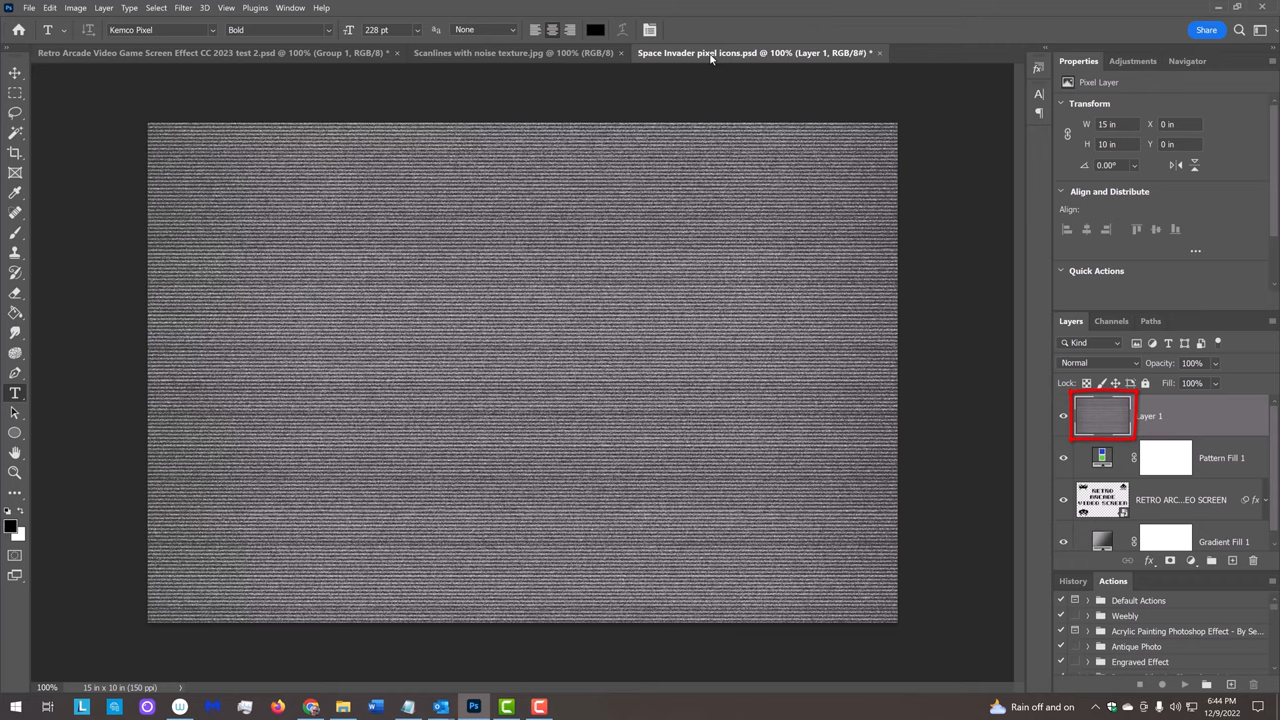 File Edit Image Layer Type Select Filter 3D View Plugins Window Help
Kemco Pixel Bold 228 pt None Share
Retro Arcade Video Game Screen Effect CC 2023 test 2.psd @ 100% (Group 1, RGB/8) * ×
Scanlines with noise texture.jpg @ 100% (RGB/8) ×
Space Invader pixel icons.psd @ 100% (Layer 1, RGB/8#) * ×
Properties Adjustments Navigator
Pixel Layer
Transform
W 15 in X 0 in
H 10 in Y 0 in
0.00°
Align and Distribute
Align:
Quick Actions
Layers Channels Paths
Kind
Normal Opacity: 100%
Lock: Fill: 100%
Layer 1
Pattern Fill 1
RETRO ARCADE VIDEO SCREEN
RETRO ARC...EO SCREEN fx
Gradient Fill 1
History Actions
Default Actions
Weebly
Acrylic Painting Photoshop Effect - By Se...
Antique Photo
Engraved Effect
100% 15 in x 10 in (150 ppi)
Rain off and on
6:44 PM
12/9/2022